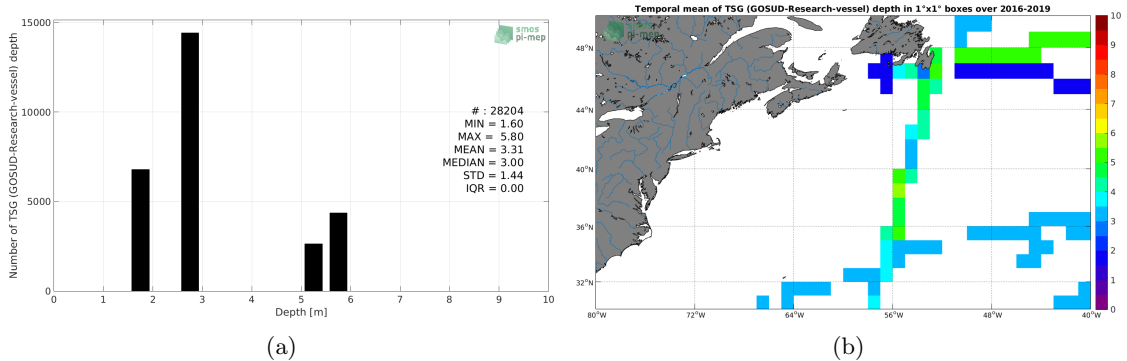 15000
10000
5000
0
Number of TSG (GOSUD-Research-vessel) depth
smos
pi-mep
# : 28204
MIN = 1.60
MAX = 5.80
MEAN = 3.31
MEDIAN = 3.00
STD = 1.44
IQR = 0.00
0 1 2 3 4 5 6 7 8 9 10
Depth [m]
(a)
Temporal mean of TSG (GOSUD-Research-vessel) depth in 1°x1° boxes over 2016-2019
smos
pi-mep
48°N
44°N
40°N
36°N
32°N
80°W 72°W 64°W 56°W 48°W 40°W
10
9
8
7
6
5
4
3
2
1
0
(b)